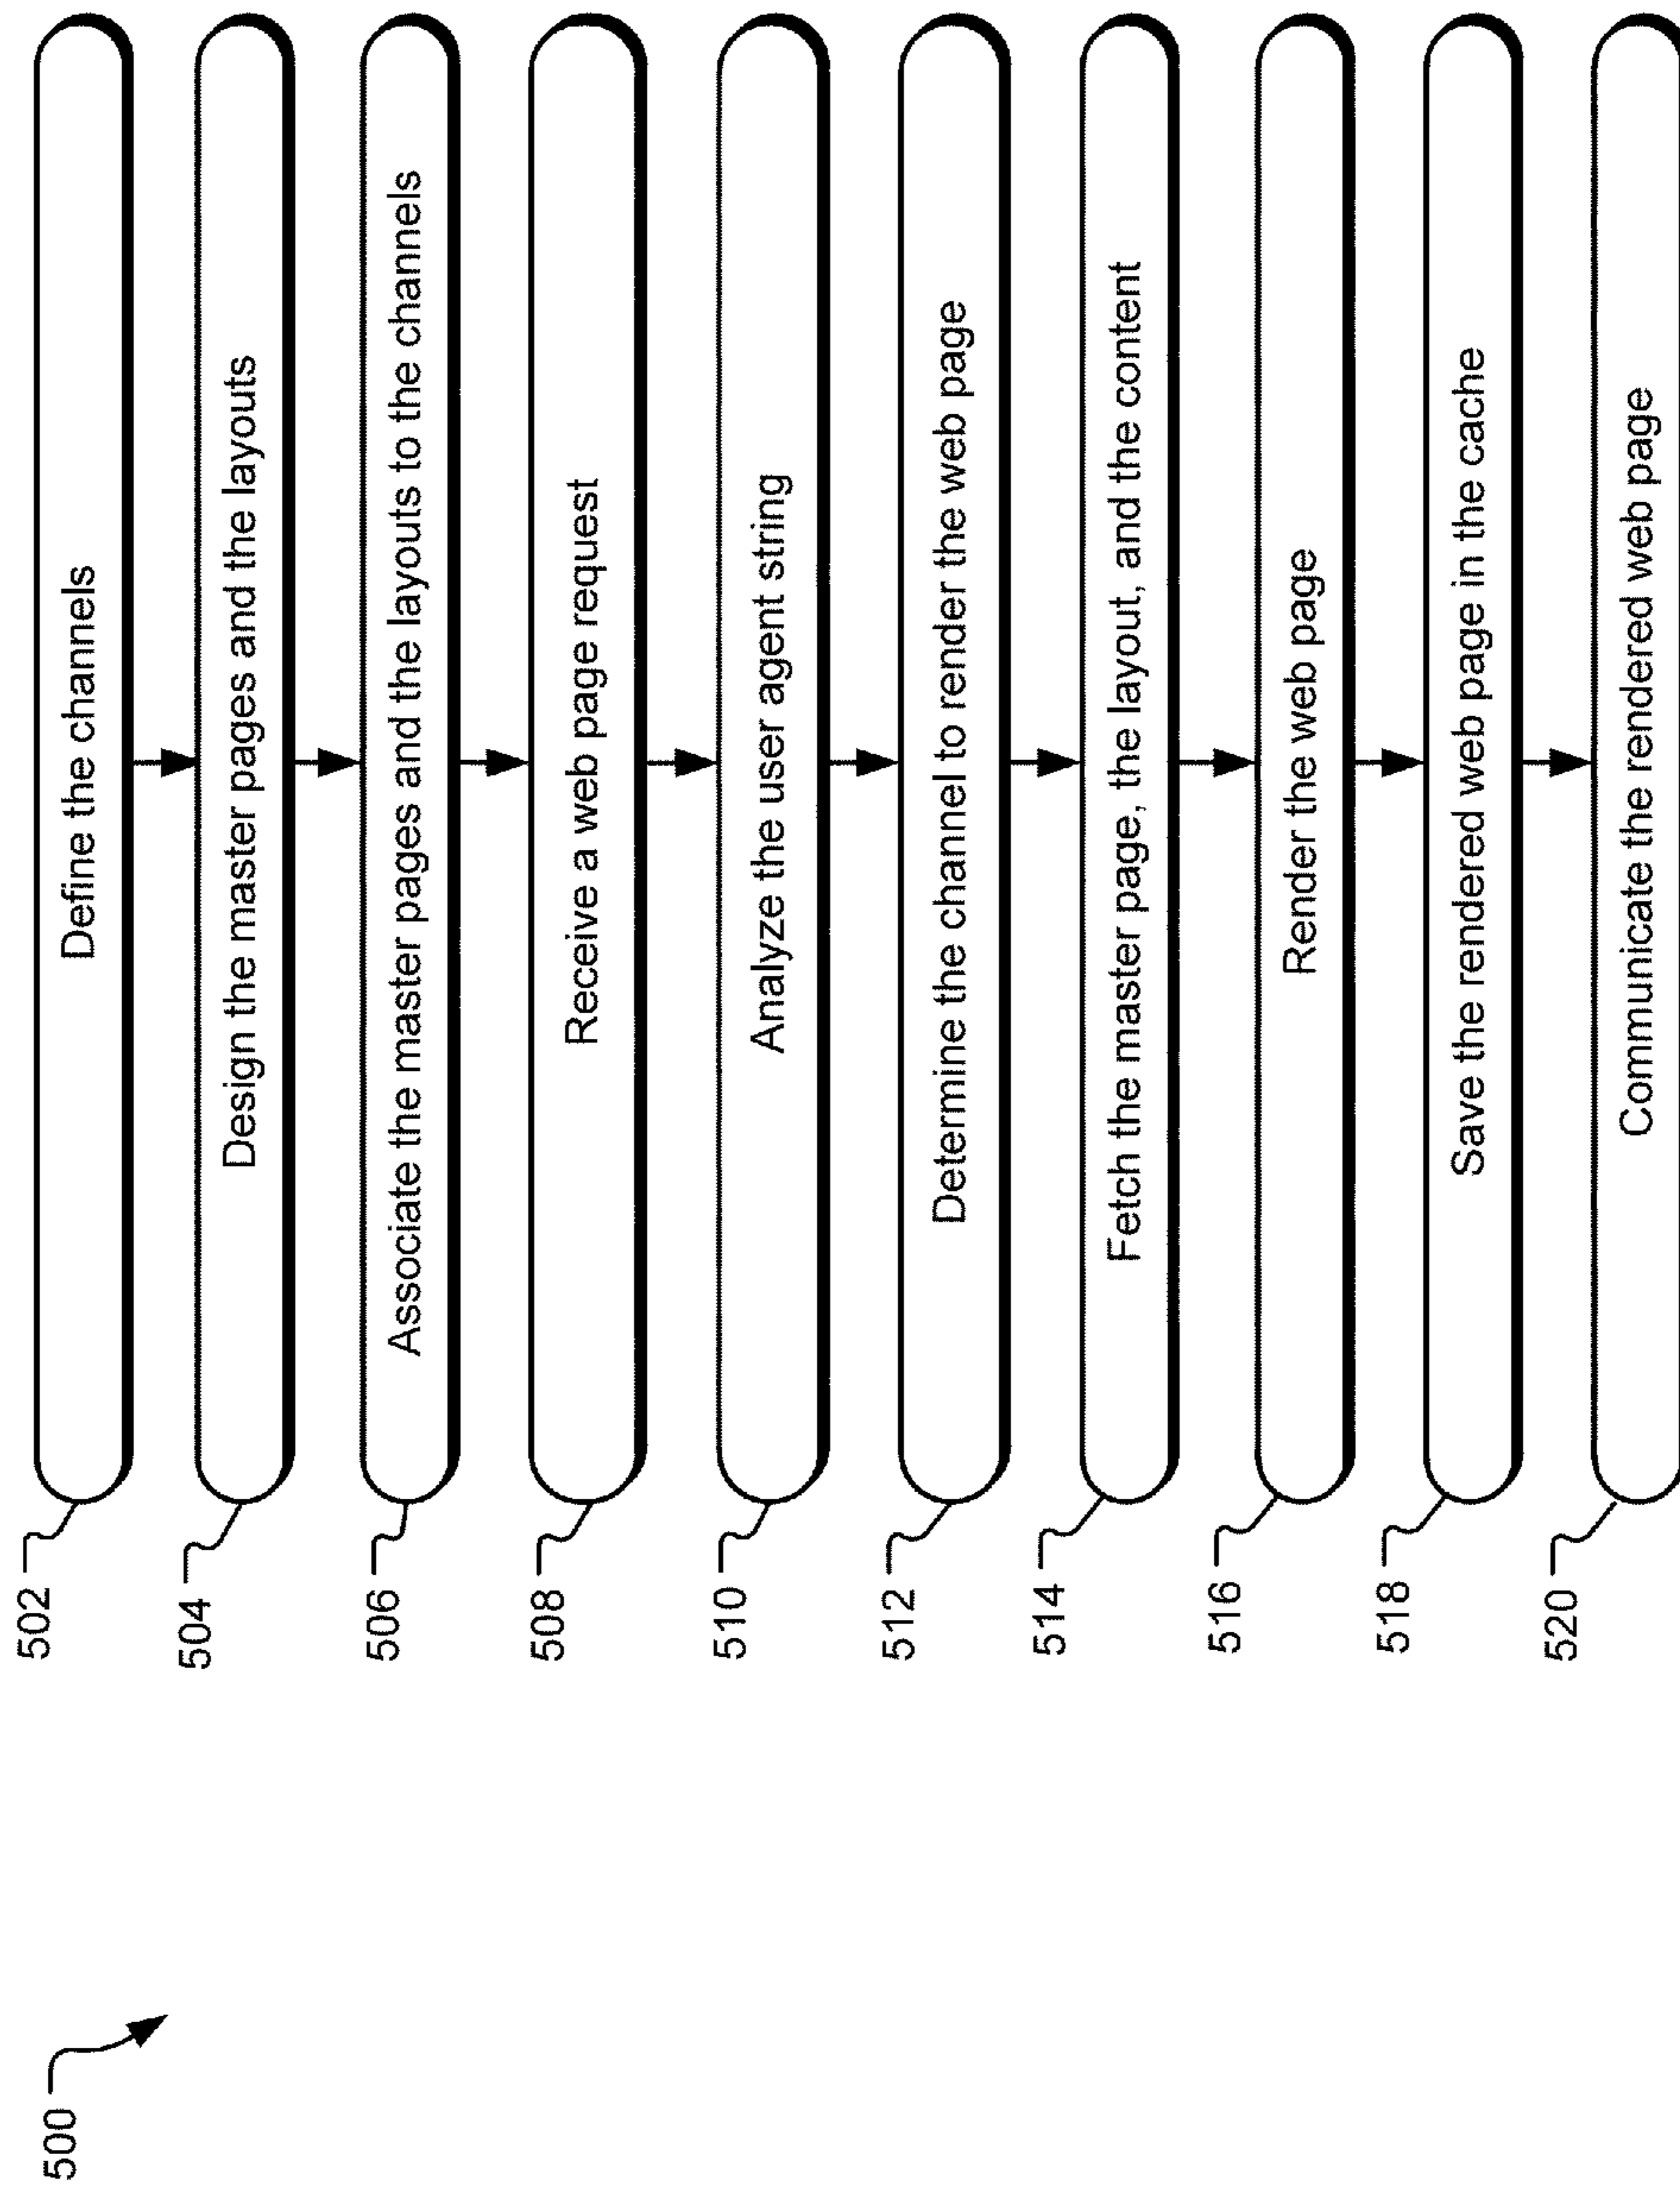 500
502
Define the channels
504
Design the master pages and the layouts
506
Associate the master pages and the layouts to the channels
508
Receive a web page request
510
Analyze the user agent string
512
Determine the channel to render the web page
514
Fetch the master page, the layout, and the content
516
Render the web page
518
Save the rendered web page in the cache
520
Communicate the rendered web page